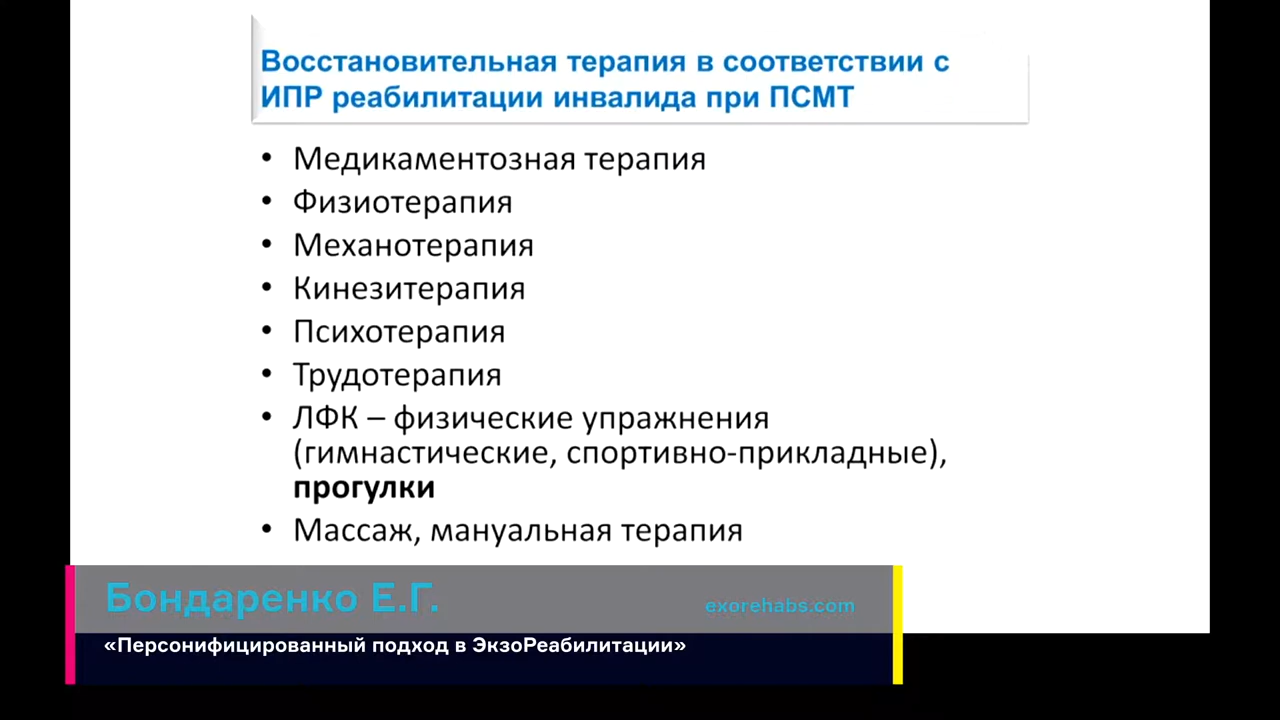 Восстановительная терапия в соответствии с
ИПР реабилитации инвалида при ПСМТ
• Медикаментозная терапия
• Физиотерапия
• Механотерапия
• Кинезитерапия
• Психотерапия
• Трудотерапия
• ЛФК – физические упражнения
(гимнастические, спортивно-прикладные),
прогулки
• Массаж, мануальная терапия
Бондаренко Е.Г.
exorehabs.com
«Персонифицированный подход в ЭкзоРеабилитации»